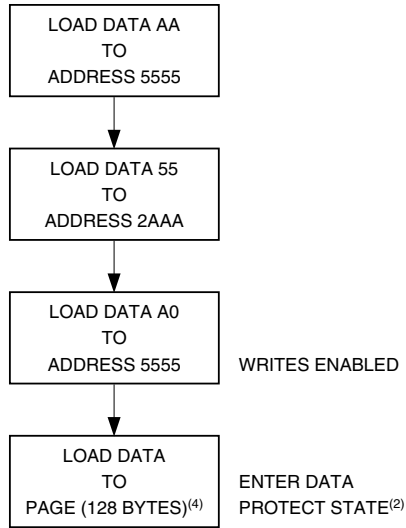 LOAD DATA AA
TO
ADDRESS 5555
LOAD DATA 55
TO
ADDRESS 2AAA
LOAD DATA A0
TO
ADDRESS 5555
WRITES ENABLED
LOAD DATA
TO
PAGE (128 BYTES)(4)
ENTER DATA
PROTECT STATE(2)